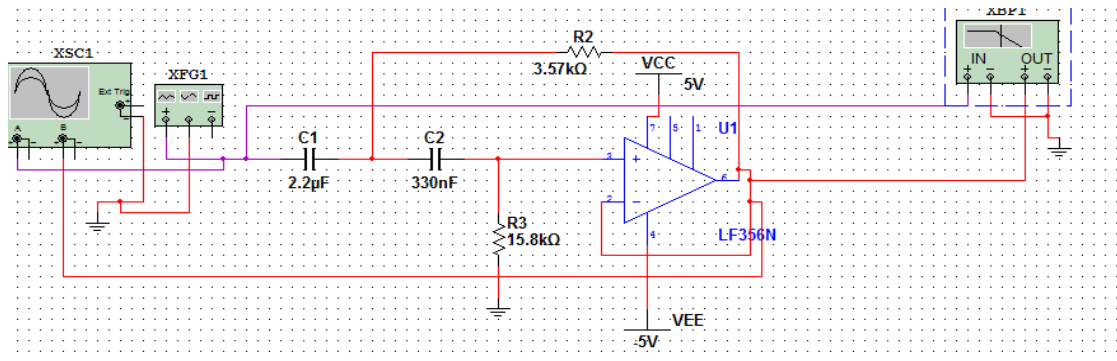 XSC1
Ext Trig
A
B
XFG1
C1
2.2µF
C2
330nF
R2
3.57kΩ
R3
15.8kΩ
VCC
5V
U1
7
5
1
3
2
6
4
LF356N
VEE
-5V
XBP1
IN
OUT